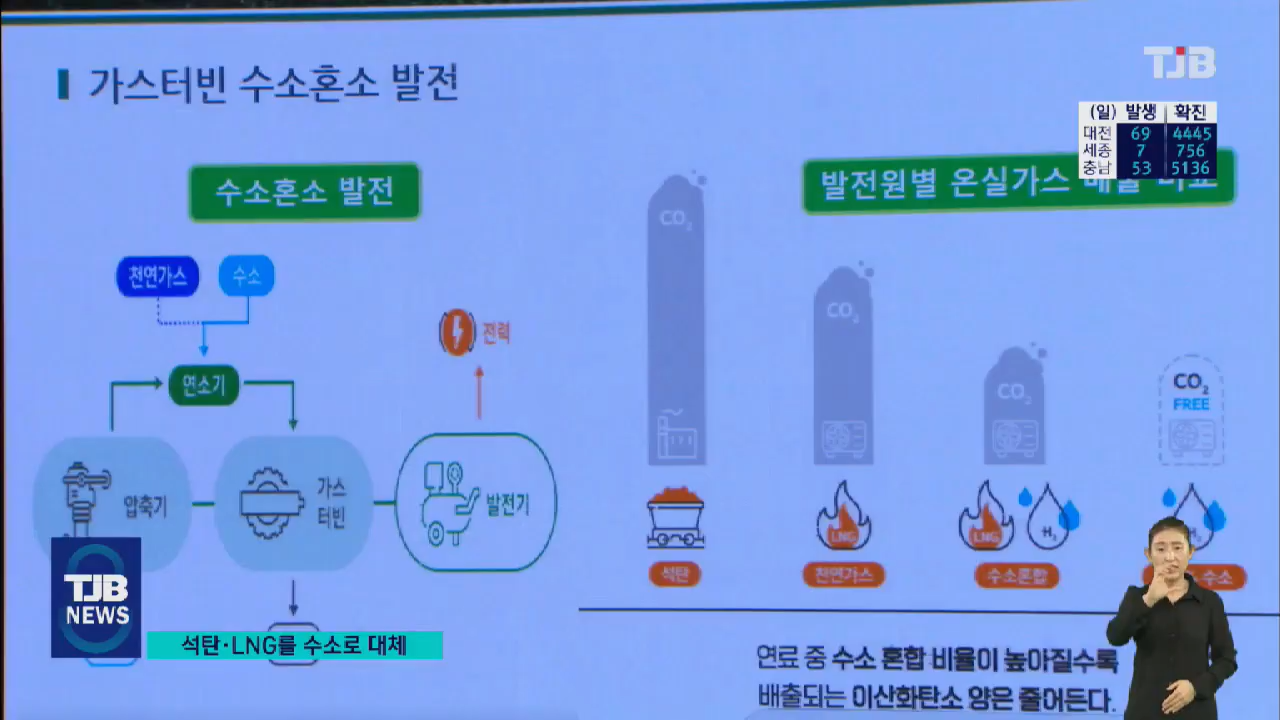 가스터빈 수소혼소 발전
TJB
(일) 발생 확진
대전 69 4445
세종 7 756
충남 53 5136
수소혼소 발전
발전원별 온실가스
천연가스
수소
전력
연소기
압축기
가스
터빈
발전기
CO₂
CO₂
CO₂
CO₂
FREE
LNG
LNG
H₂
석탄
천연가스
수소혼합
수소
연료 중 수소 혼합 비율이 높아질수록
배출되는 이산화탄소 양은 줄어든다.
TJB
NEWS
석탄·LNG를 수소로 대체